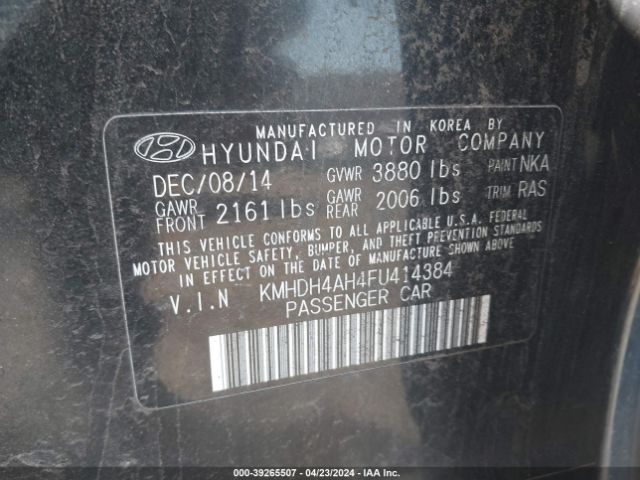 MANUFACTURED IN KOREA BY
HYUNDAI MOTOR COMPANY
DEC/08/14 GVWR 3880 lbs PAINT NKA
GAWR FRONT 2161 lbs GAWR REAR 2006 lbs TRIM RAS
THIS VEHICLE CONFORMS TO ALL APPLICABLE U.S.A. FEDERAL
MOTOR VEHICLE SAFETY, BUMPER, AND THEFT PREVENTION STANDARDS
IN EFFECT ON THE DATE OF MANUFACTURE SHOWN ABOVE
V.I.N KMHDH4AH4FU414384
PASSENGER CAR
000-39265507 - 04/23/2024 - IAA Inc.